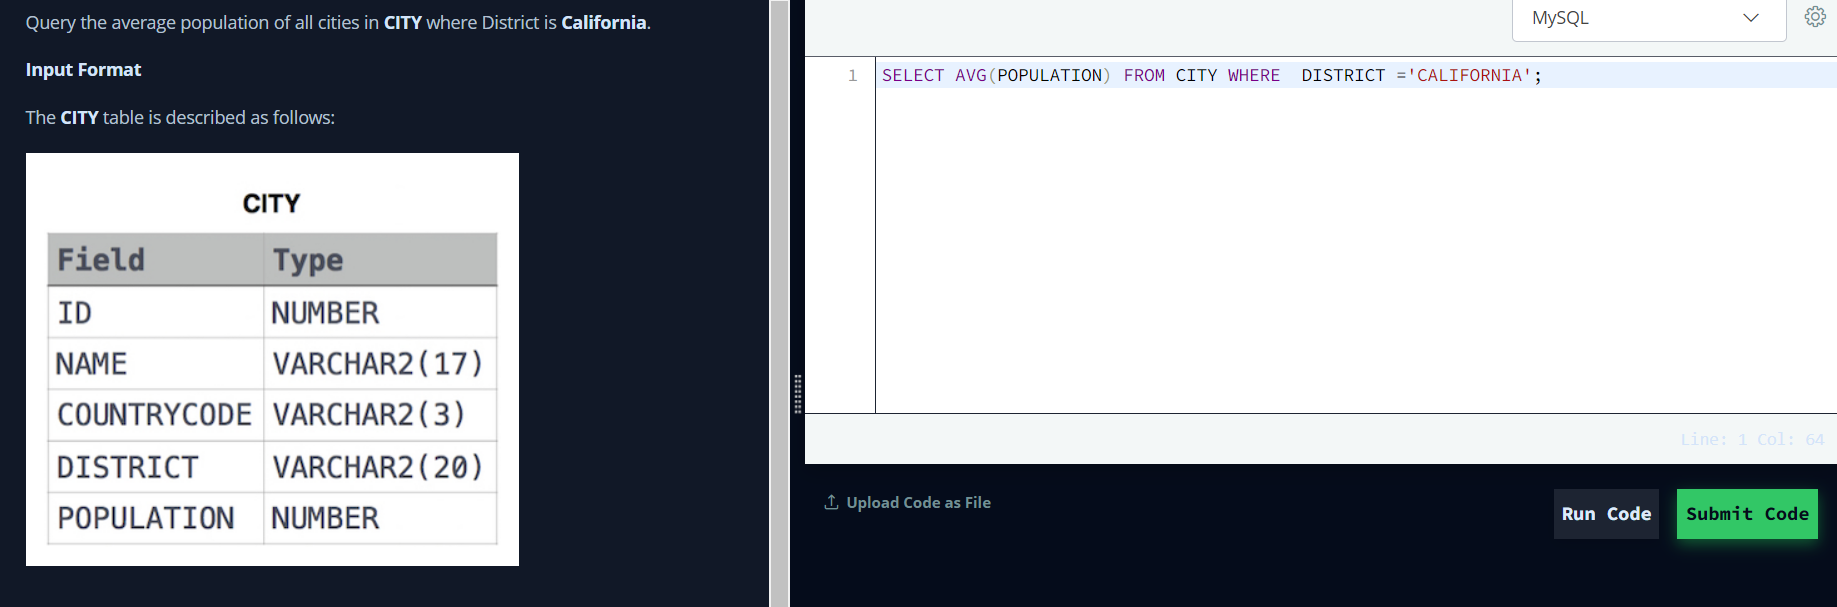 Query the average population of all cities in CITY where District is California.
Input Format
The CITY table is described as follows:
CITY
Field Type
ID NUMBER
NAME VARCHAR2(17)
COUNTRYCODE VARCHAR2(3)
DISTRICT VARCHAR2(20)
POPULATION NUMBER
MySQL
1 SELECT AVG(POPULATION) FROM CITY WHERE  DISTRICT ='CALIFORNIA';
Line: 1 Col: 64
Upload Code as File
Run Code
Submit Code